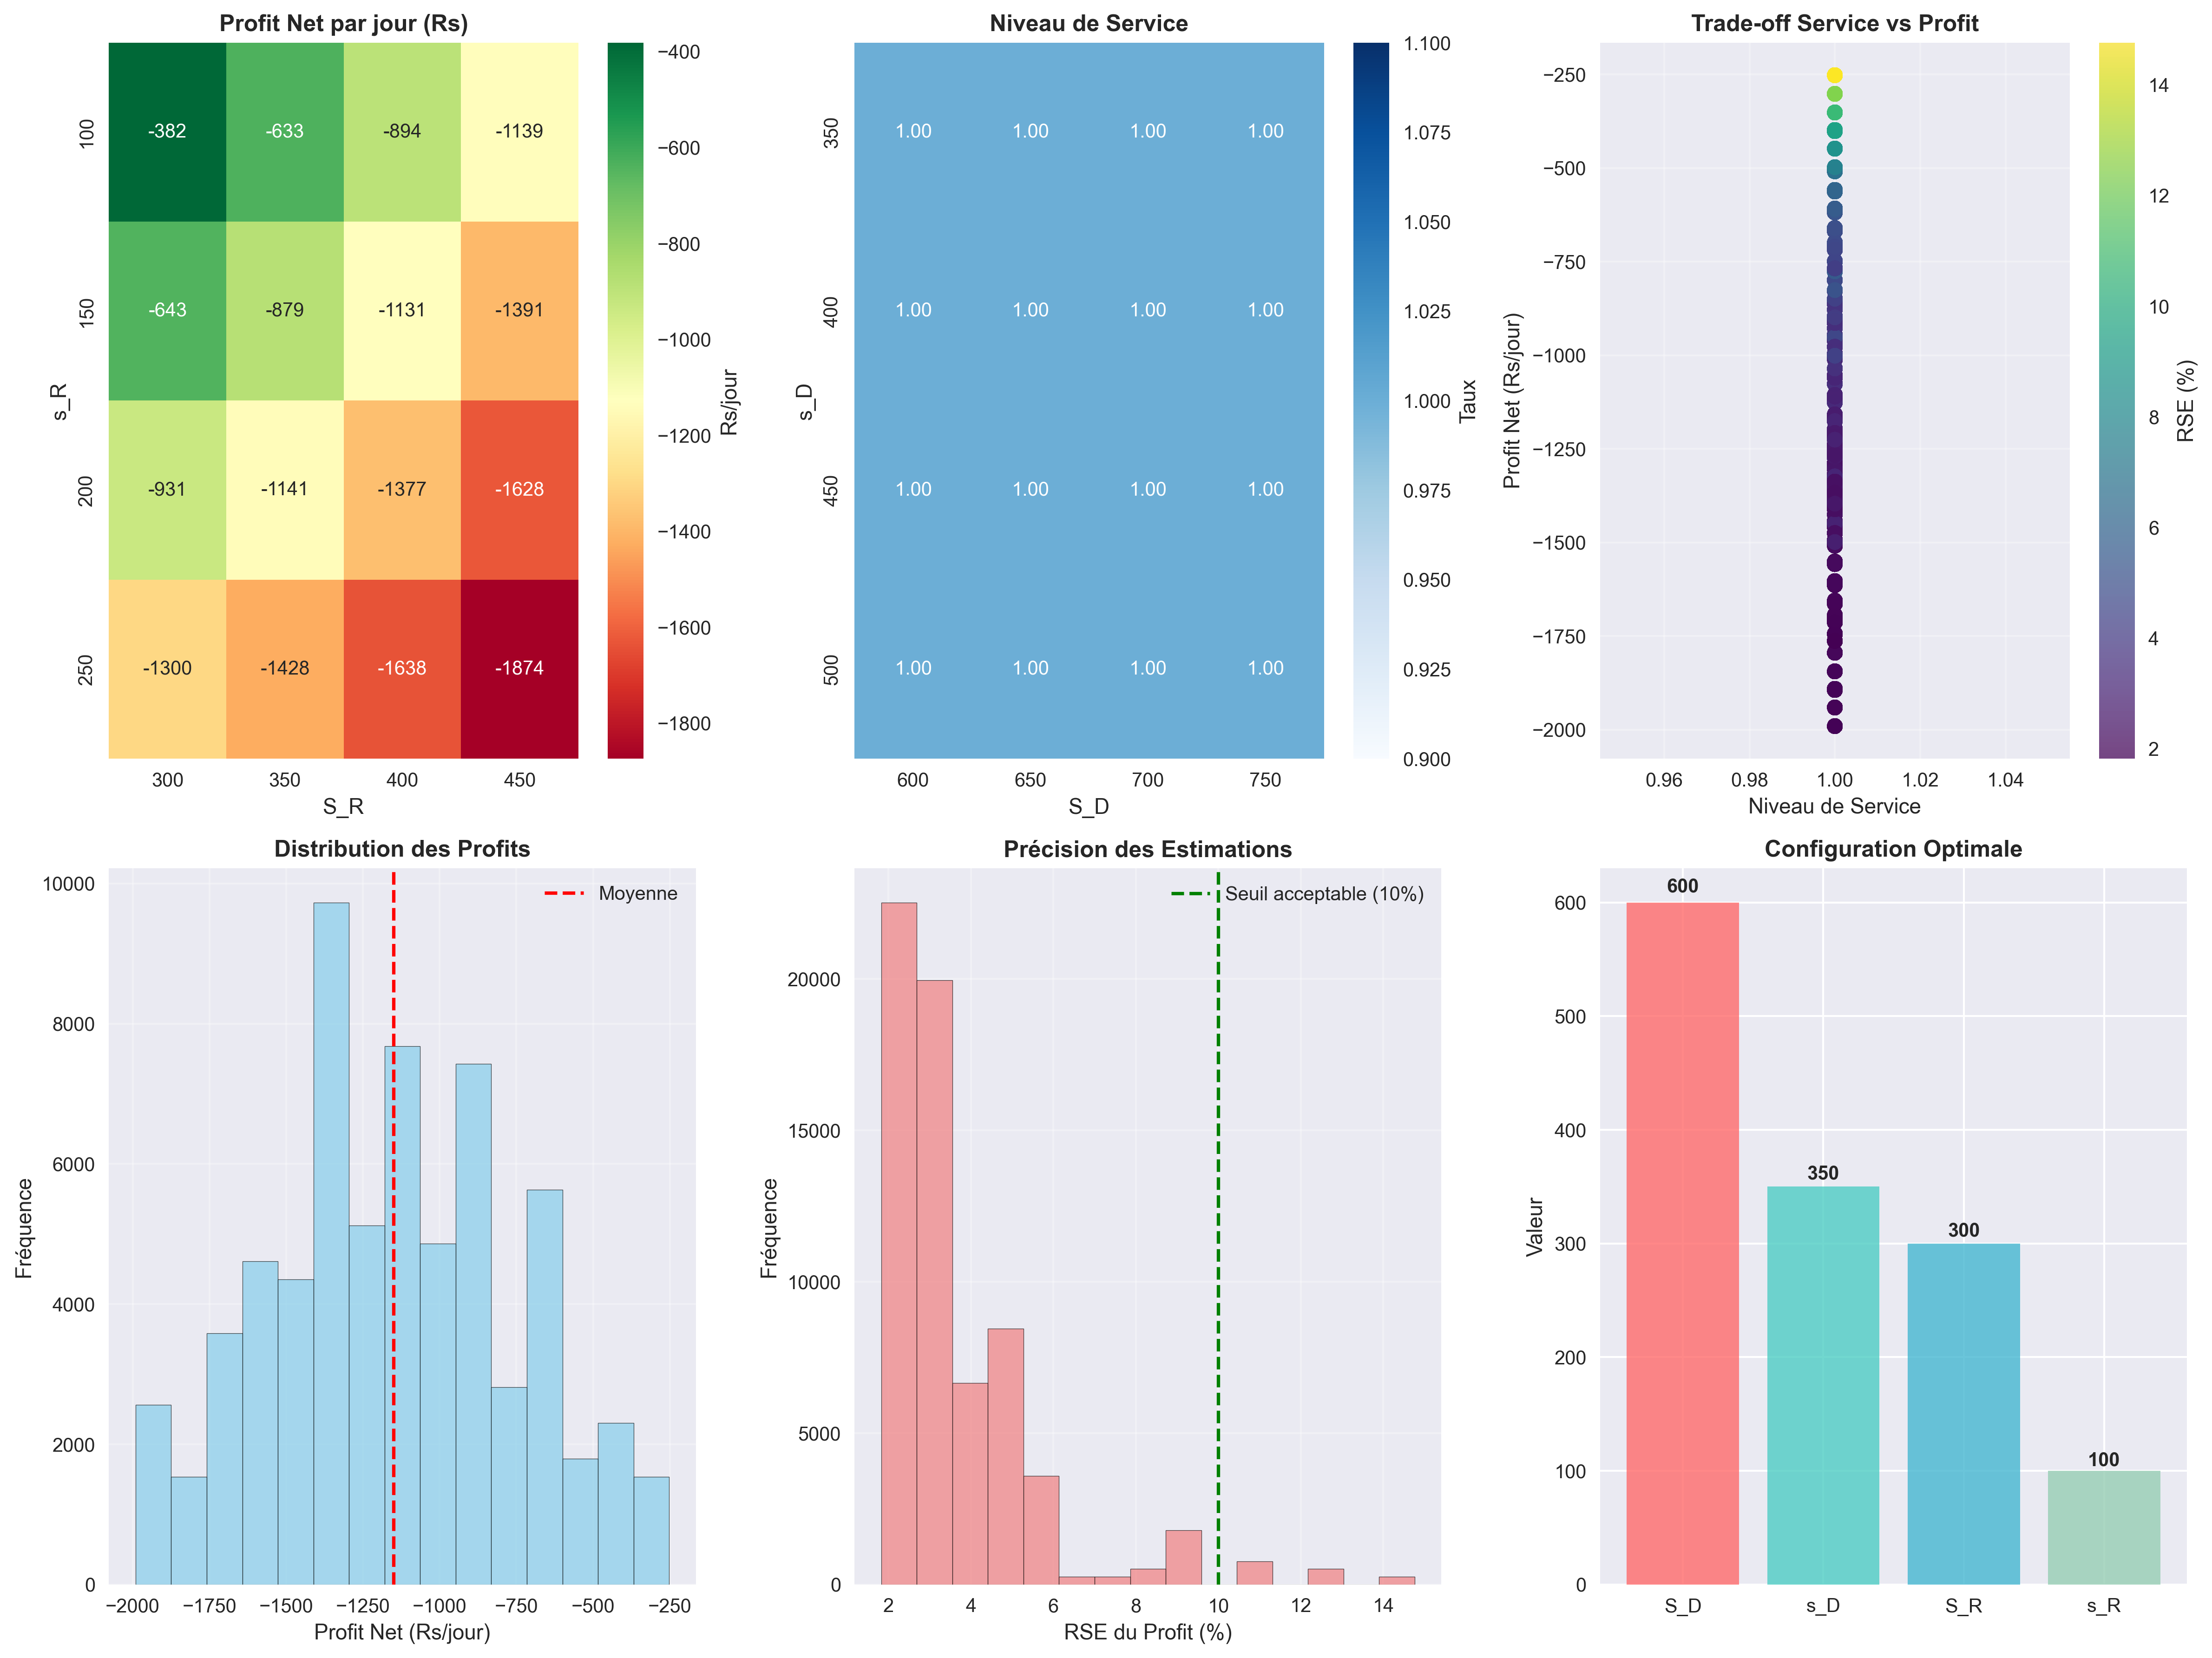 Profit Net par jour (Rs)
100
150
200
250
s_R
-382 -633 -894 -1139
-643 -879 -1131 -1391
-931 -1141 -1377 -1628
-1300 -1428 -1638 -1874
300 350 400 450
S_R
−400
−600
−800
−1000
−1200
−1400
−1600
−1800
Rs/jour
Niveau de Service
350
400
450
500
s_D
1.00 1.00 1.00 1.00
1.00 1.00 1.00 1.00
1.00 1.00 1.00 1.00
1.00 1.00 1.00 1.00
600 650 700 750
S_D
1.100
1.075
1.050
1.025
1.000
0.975
0.950
0.925
0.900
Taux
Trade-off Service vs Profit
−250
−500
−750
−1000
−1250
−1500
−1750
−2000
Profit Net (Rs/jour)
0.96 0.98 1.00 1.02 1.04
Niveau de Service
14
12
10
8
6
4
2
RSE (%)
Distribution des Profits
Moyenne
10000
8000
6000
4000
2000
0
Fréquence
−2000 −1750 −1500 −1250 −1000 −750 −500 −250
Profit Net (Rs/jour)
Précision des Estimations
Seuil acceptable (10%)
20000
15000
10000
5000
0
Fréquence
2 4 6 8 10 12 14
RSE du Profit (%)
Configuration Optimale
600
500
400
300
200
100
0
Valeur
600
350
300
100
S_D s_D S_R s_R